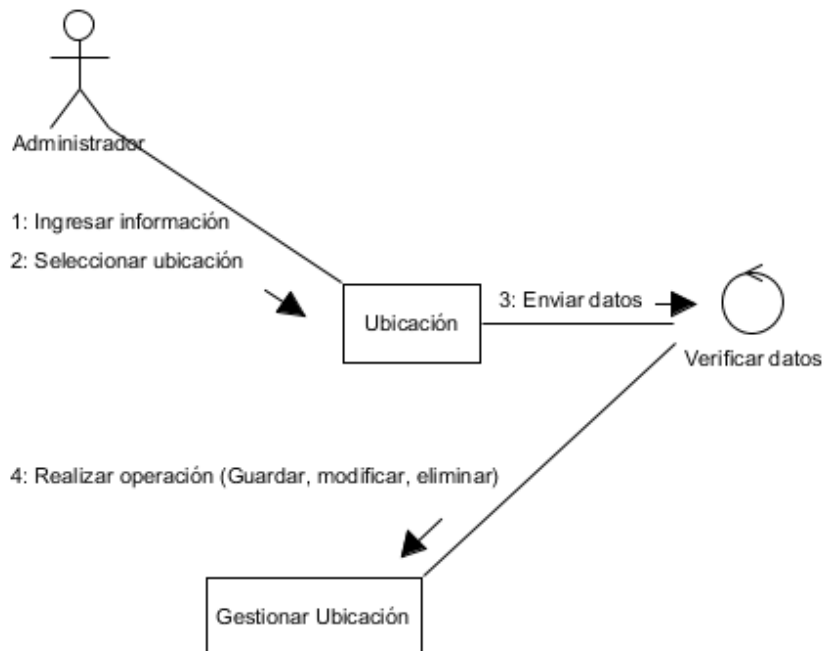 Administrador
1: Ingresar información
2: Seleccionar ubicación
3: Enviar datos
Ubicación
Verificar datos
4: Realizar operación (Guardar, modificar, eliminar)
Gestionar Ubicación